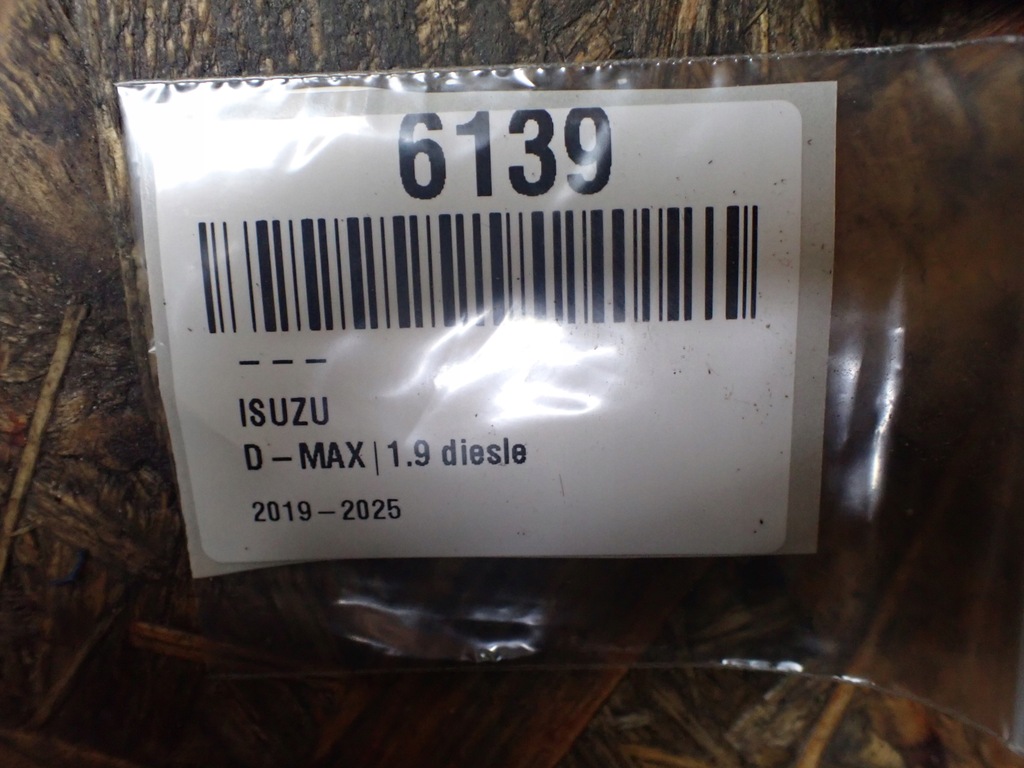 6139
– – –
ISUZU
D – MAX | 1.9 diesle
2019 – 2025